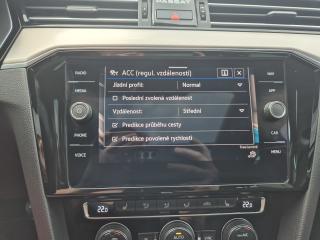 PASSAT
RADIO
MEDIA
PHONE
VOICE
NAV
APP
CAR
MENU
ACC (regul. vzdálenosti)
Jízdní profil: Normal
Poslední zvolená vzdálenost
Vzdálenost: Střední
Predikce průběhu cesty
Predikce povolené rychlosti
22.0
22.0
AUTO
A/C